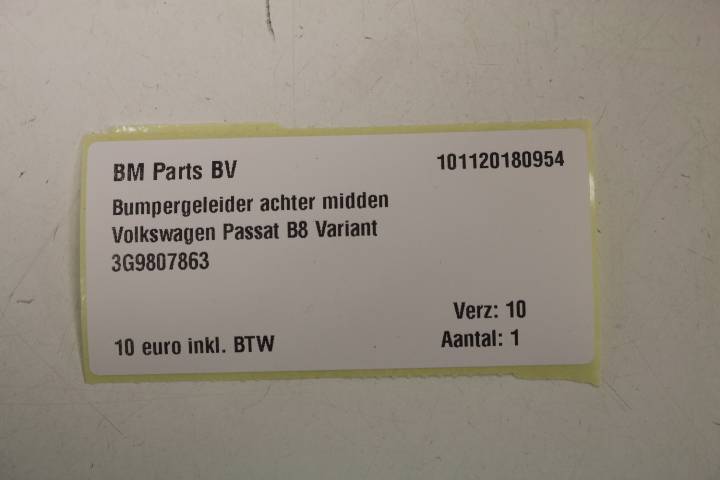 BM Parts BV 101120180954
Bumpergeleider achter midden
Volkswagen Passat B8 Variant
3G9807863
Verz: 10
10 euro inkl. BTW Aantal: 1